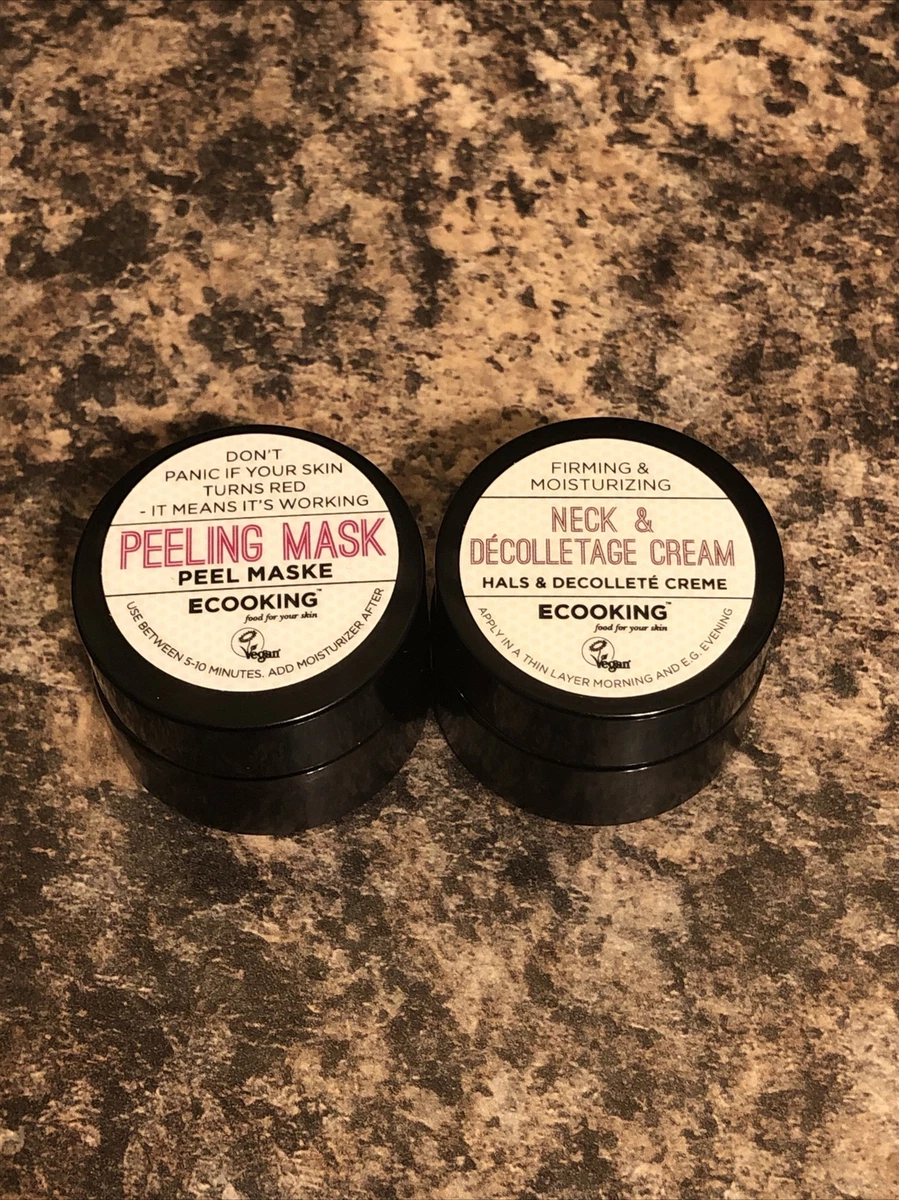 DON'T
PANIC IF YOUR SKIN
TURNS RED
- IT MEANS IT'S WORKING
PEELING MASK
PEEL MASKE
ECOOKING™
food for your skin
Vegan
USE BETWEEN 5-10 MINUTES. ADD MOISTURIZER AFTER
FIRMING &
MOISTURIZING
NECK &
DÉCOLLETAGE CREAM
HALS & DECOLLETÉ CREME
ECOOKING™
food for your skin
Vegan
APPLY IN A THIN LAYER MORNING AND E.G. EVENING